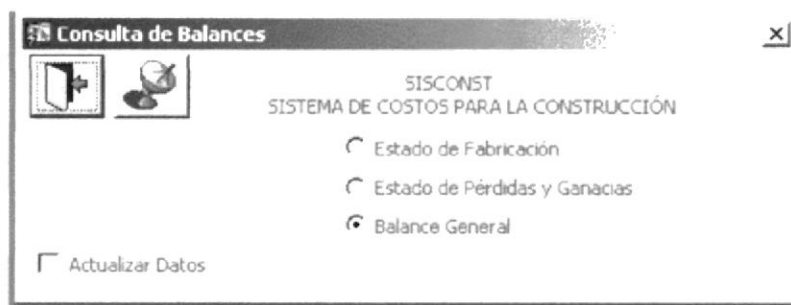 Consulta de Balances
SISCONST
SISTEMA DE COSTOS PARA LA CONSTRUCCIÓN
Estado de Fabricación
Estado de Pérdidas y Ganacias
Balance General
Actualizar Datos